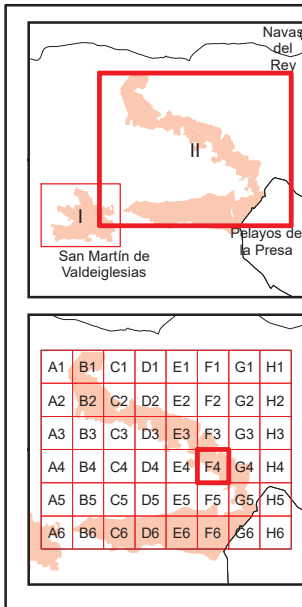 Navas
del
Rey
II
I
Pelayos de
la Presa
San Martín de
Valdeiglesias
A1 B1 C1 D1 E1 F1 G1 H1
A2 B2 C2 D2 E2 F2 G2 H2
A3 B3 C3 D3 E3 F3 G3 H3
A4 B4 C4 D4 E4 F4 G4 H4
A5 B5 C5 D5 E5 F5 G5 H5
A6 B6 C6 D6 E6 F6 G6 H6